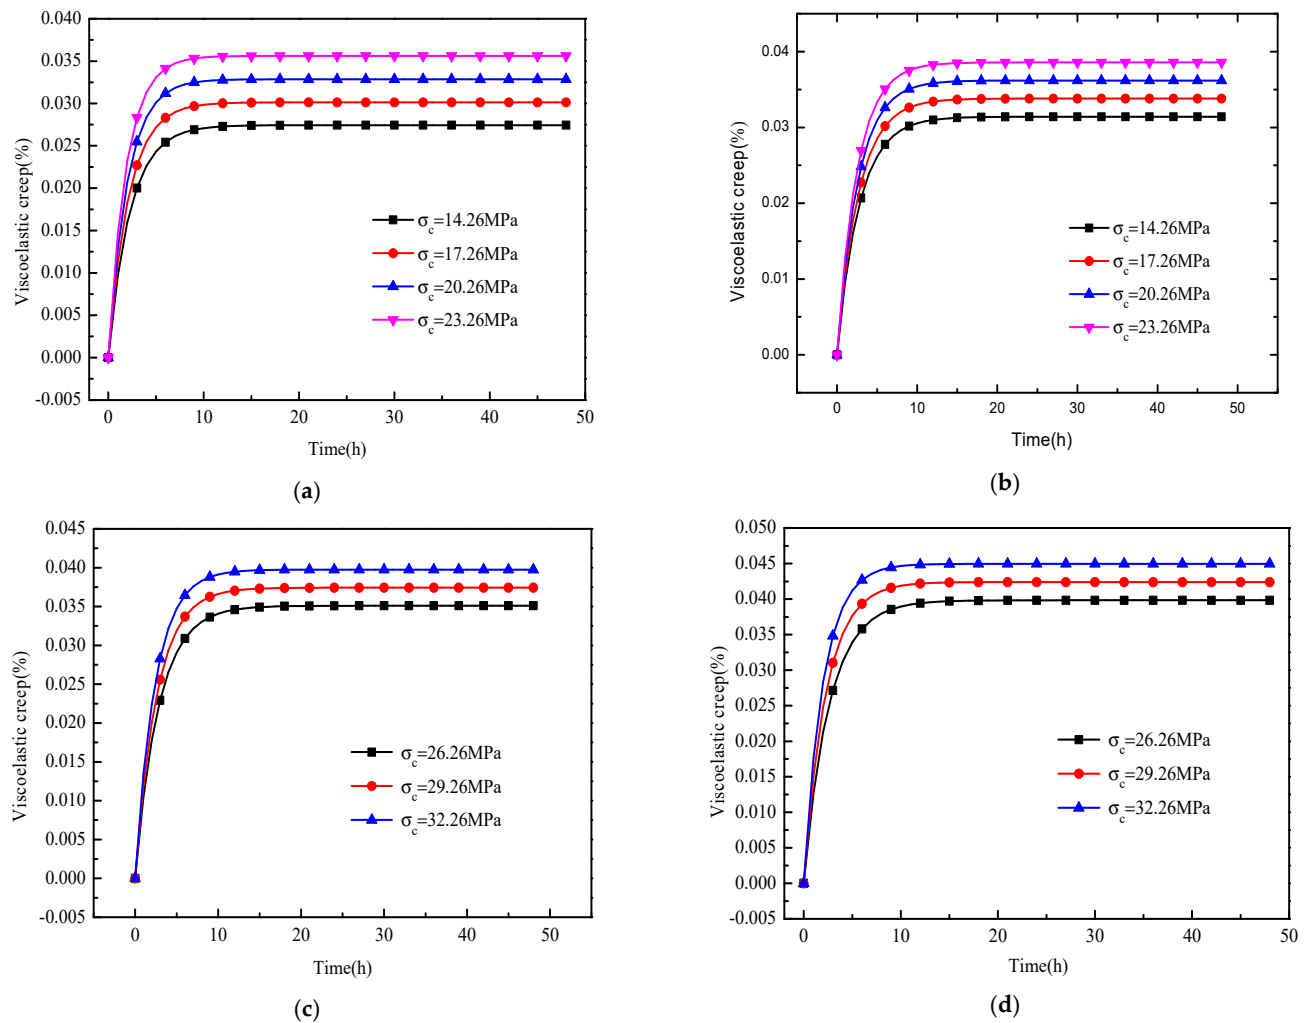 0.040
0.035
0.030
0.025
0.020
0.015
0.010
0.005
0.000
-0.005
Viscoelastic creep(%)
σc=14.26MPa
σc=17.26MPa
σc=20.26MPa
σc=23.26MPa
0 10 20 30 40 50
Time(h)
(a)
0.04
0.03
0.02
0.01
0.00
Viscoelastic creep(%)
σc=14.26MPa
σc=17.26MPa
σc=20.26MPa
σc=23.26MPa
0 10 20 30 40 50
Time(h)
(b)
0.045
0.040
0.035
0.030
0.025
0.020
0.015
0.010
0.005
0.000
-0.005
Viscoelastic creep(%)
σc=26.26MPa
σc=29.26MPa
σc=32.26MPa
0 10 20 30 40 50
Time(h)
(c)
0.050
0.045
0.040
0.035
0.030
0.025
0.020
0.015
0.010
0.005
0.000
-0.005
Viscoelastic creep(%)
σc=26.26MPa
σc=29.26MPa
σc=32.26MPa
0 10 20 30 40 50
Time(h)
(d)